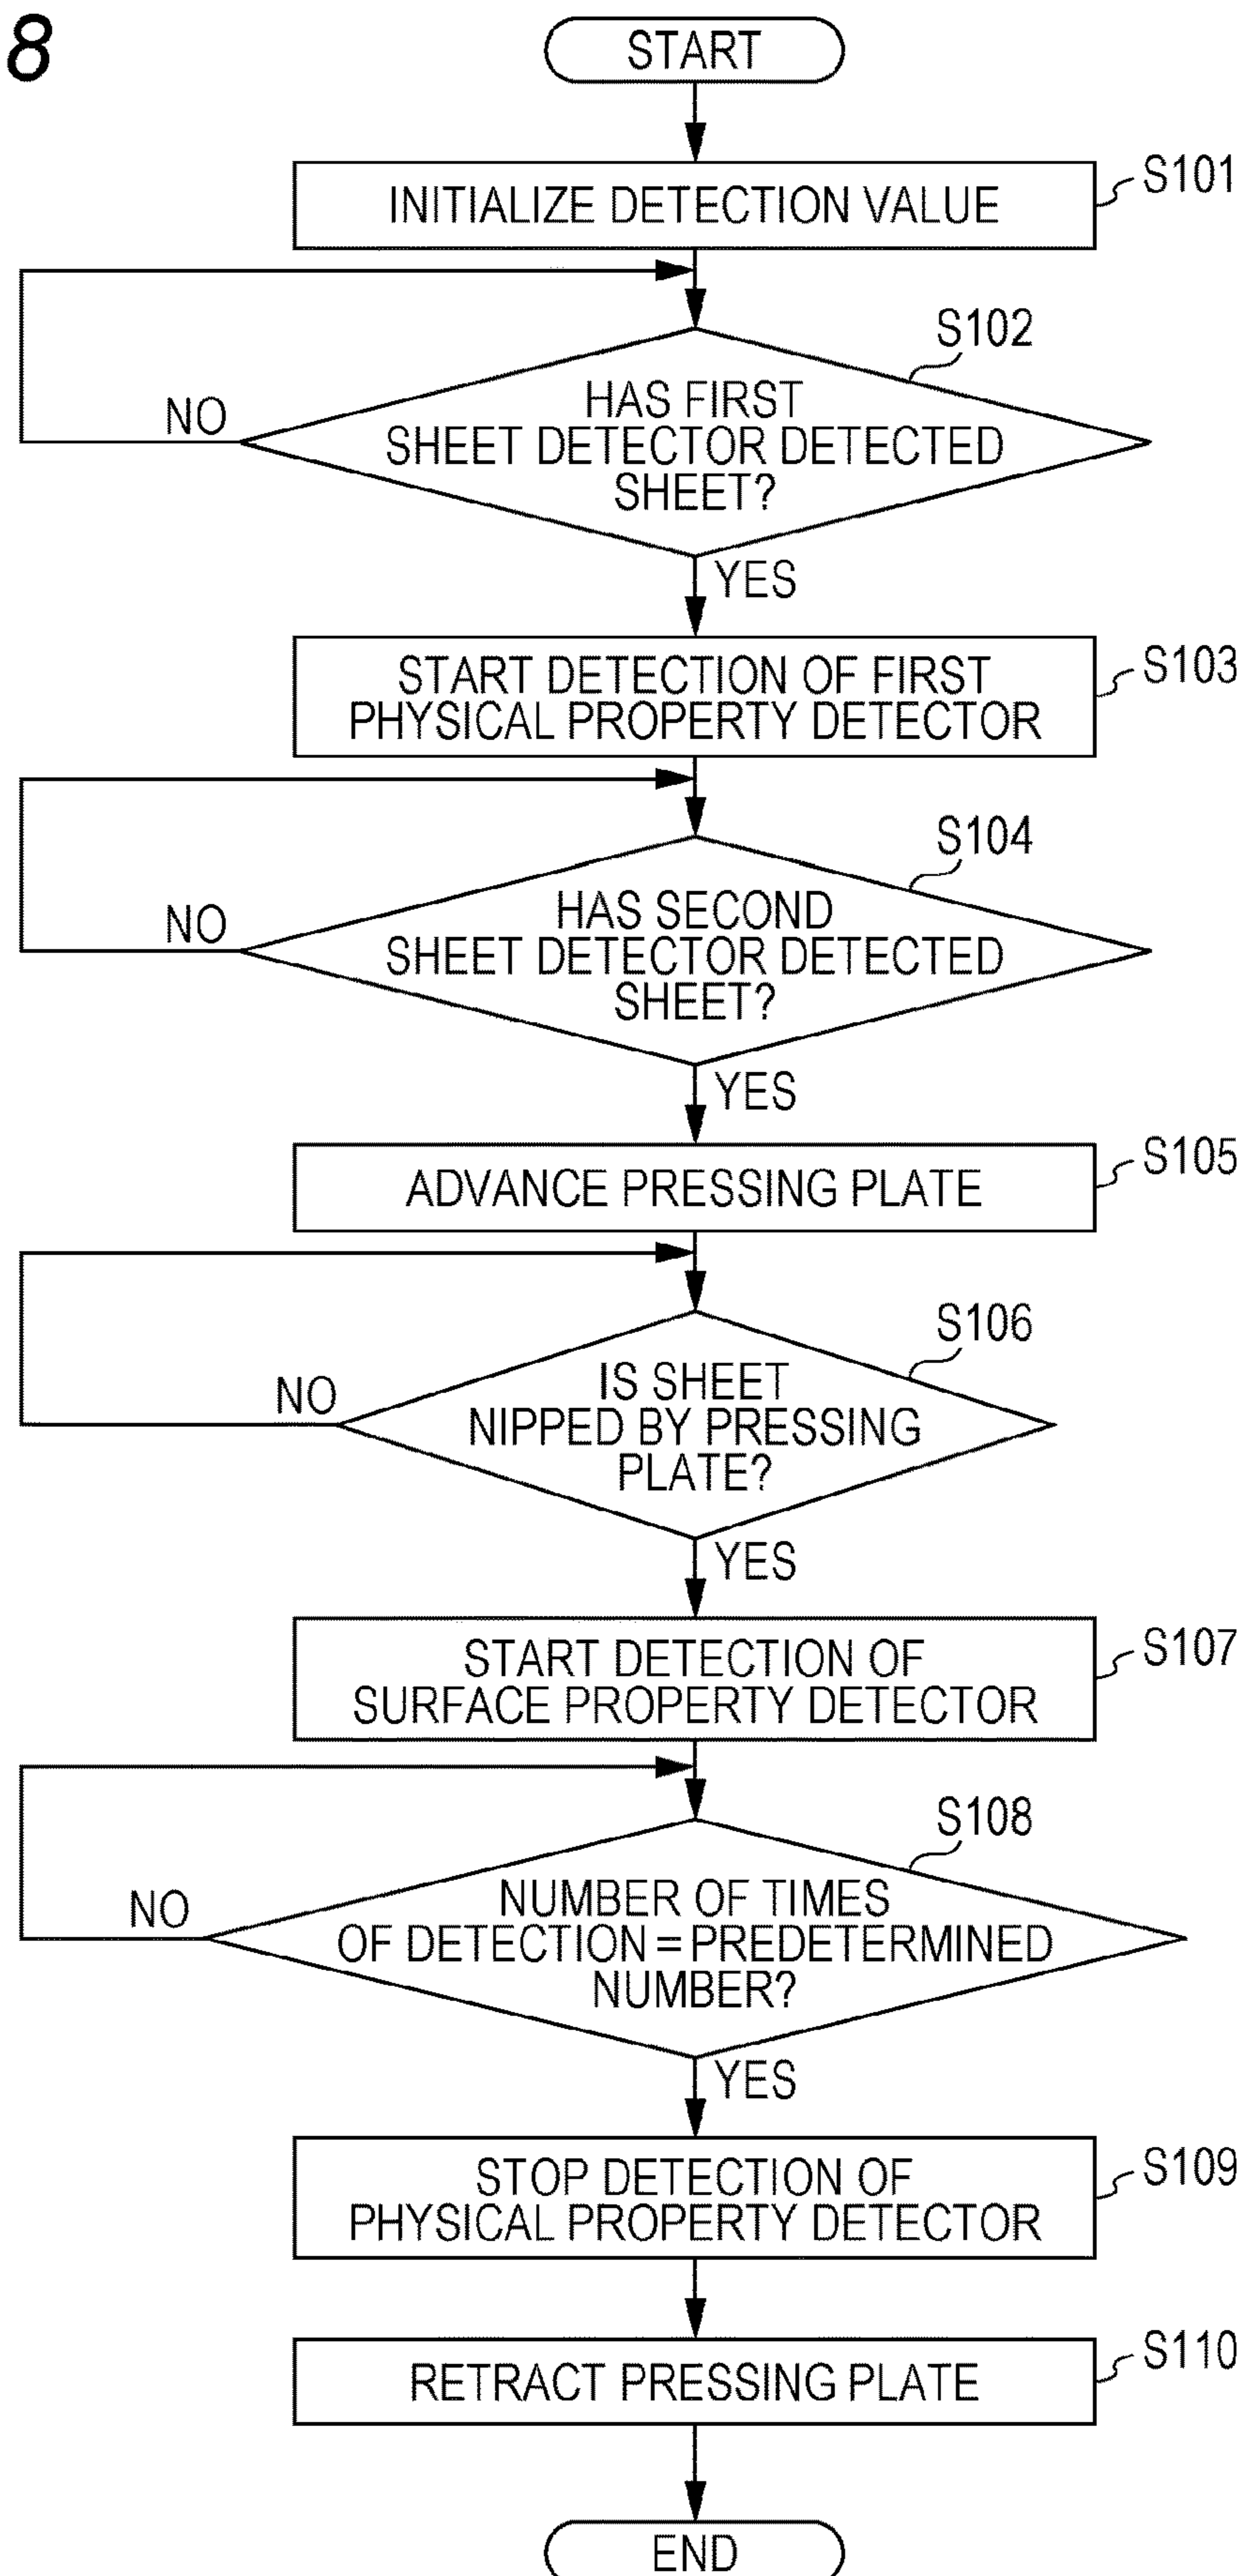 8
START
INITIALIZE DETECTION VALUE
S101
S102
HAS FIRST
SHEET DETECTOR DETECTED
SHEET?
NO
YES
START DETECTION OF FIRST
PHYSICAL PROPERTY DETECTOR
S103
S104
HAS SECOND
SHEET DETECTOR DETECTED
SHEET?
NO
YES
ADVANCE PRESSING PLATE
S105
S106
IS SHEET
NIPPED BY PRESSING
PLATE?
NO
YES
START DETECTION OF
SURFACE PROPERTY DETECTOR
S107
S108
NUMBER OF TIMES
OF DETECTION = PREDETERMINED
NUMBER?
NO
YES
STOP DETECTION OF
PHYSICAL PROPERTY DETECTOR
S109
RETRACT PRESSING PLATE
S110
END